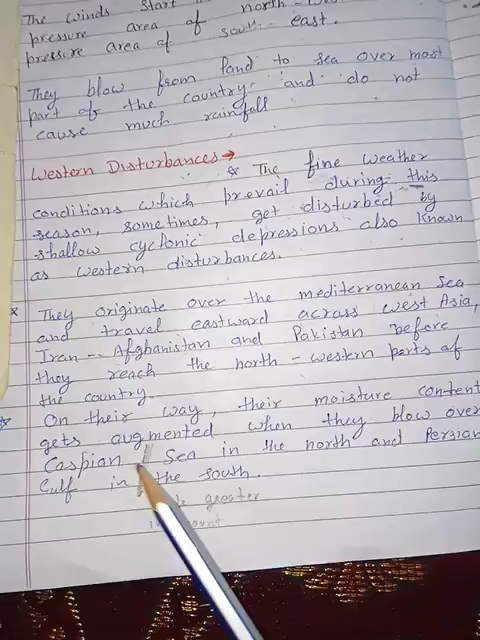 The winds start north-
pressure area of
pressure area of south-east.
They blow from land to sea over most
part of the country and do not
cause much rainfall
Western Disturbances→
* The fine weather
conditions which prevail during this
season, sometimes, get disturbed by
shallow cyclonic depressions also known
as western disturbances.
* They originate over the mediterranean Sea
and travel eastward across west Asia,
Iran - Afghanistan and Pakistan before
they reach the north-western parts of
the country.
* On their way, their moisture content
gets augmented when they blow over
Caspian Sea in the north and Persian
Gulf in the south.
greater